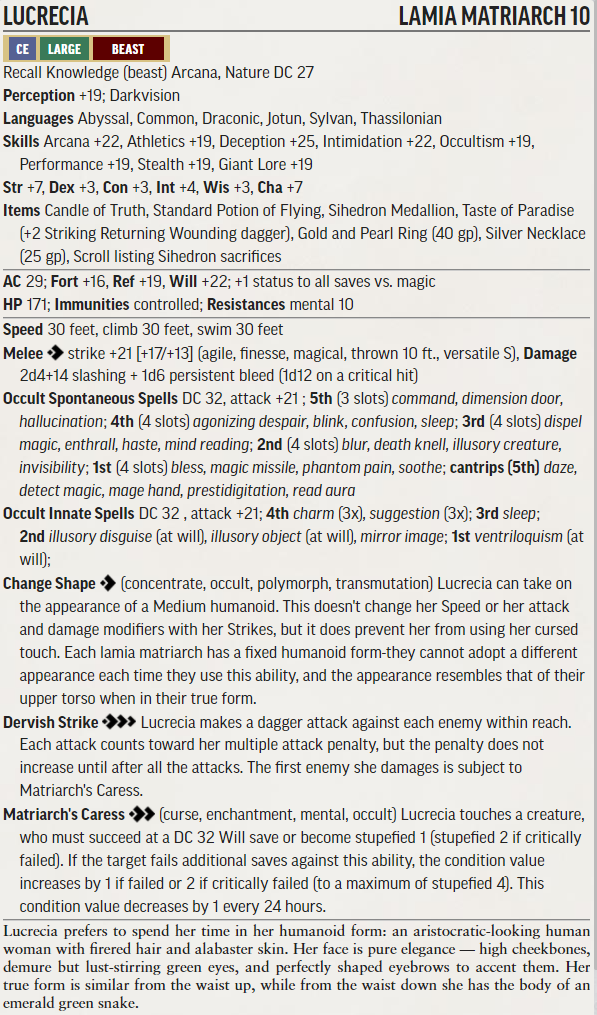 LUCRECIA LAMIA MATRIARCH 10
CE LARGE BEAST
Recall Knowledge (beast) Arcana, Nature DC 27
Perception +19; Darkvision
Languages Abyssal, Common, Draconic, Jotun, Sylvan, Thassilonian
Skills Arcana +22, Athletics +19, Deception +25, Intimidation +22, Occultism +19,
Performance +19, Stealth +19, Giant Lore +19
Str +7, Dex +3, Con +3, Int +4, Wis +3, Cha +7
Items Candle of Truth, Standard Potion of Flying, Sihedron Medallion, Taste of Paradise
(+2 Striking Returning Wounding dagger), Gold and Pearl Ring (40 gp), Silver Necklace
(25 gp), Scroll listing Sihedron sacrifices
AC 29; Fort +16, Ref +19, Will +22; +1 status to all saves vs. magic
HP 171; Immunities controlled; Resistances mental 10
Speed 30 feet, climb 30 feet, swim 30 feet
Melee strike +21 [+17/+13] (agile, finesse, magical, thrown 10 ft., versatile S), Damage
2d4+14 slashing + 1d6 persistent bleed (1d12 on a critical hit)
Occult Spontaneous Spells DC 32, attack +21 ; 5th (3 slots) command, dimension door,
hallucination; 4th (4 slots) agonizing despair, blink, confusion, sleep; 3rd (4 slots) dispel
magic, enthrall, haste, mind reading; 2nd (4 slots) blur, death knell, illusory creature,
invisibility; 1st (4 slots) bless, magic missile, phantom pain, soothe; cantrips (5th) daze,
detect magic, mage hand, prestidigitation, read aura
Occult Innate Spells DC 32 , attack +21; 4th charm (3x), suggestion (3x); 3rd sleep;
2nd illusory disguise (at will), illusory object (at will), mirror image; 1st ventriloquism (at
will);
Change Shape (concentrate, occult, polymorph, transmutation) Lucrecia can take on
the appearance of a Medium humanoid. This doesn't change her Speed or her attack
and damage modifiers with her Strikes, but it does prevent her from using her cursed
touch. Each lamia matriarch has a fixed humanoid form-they cannot adopt a different
appearance each time they use this ability, and the appearance resembles that of their
upper torso when in their true form.
Dervish Strike Lucrecia makes a dagger attack against each enemy within reach.
Each attack counts toward her multiple attack penalty, but the penalty does not
increase until after all the attacks. The first enemy she damages is subject to
Matriarch's Caress.
Matriarch's Caress (curse, enchantment, mental, occult) Lucrecia touches a creature,
who must succeed at a DC 32 Will save or become stupefied 1 (stupefied 2 if critically
failed). If the target fails additional saves against this ability, the condition value
increases by 1 if failed or 2 if critically failed (to a maximum of stupefied 4). This
condition value decreases by 1 every 24 hours.
Lucrecia prefers to spend her time in her humanoid form: an aristocratic-looking human
woman with firered hair and alabaster skin. Her face is pure elegance — high cheekbones,
demure but lust-stirring green eyes, and perfectly shaped eyebrows to accent them. Her
true form is similar from the waist up, while from the waist down she has the body of an
emerald green snake.